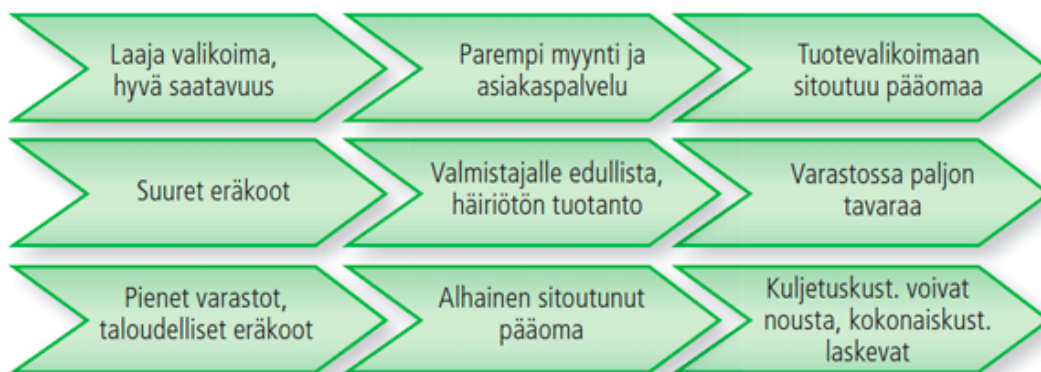 Laaja valikoima,
hyvä saatavuus
Parempi myynti ja
asiakaspalvelu
Tuotevalikoimaan
sitoutuu pääomaa
Suuret eräkoot
Valmistajalle edullista,
häiriötön tuotanto
Varastossa paljon
tavaraa
Pienet varastot,
taloudelliset eräkoot
Alhainen sitoutunut
pääoma
Kuljetuskust. voivat
nousta, kokonaiskust.
laskevat